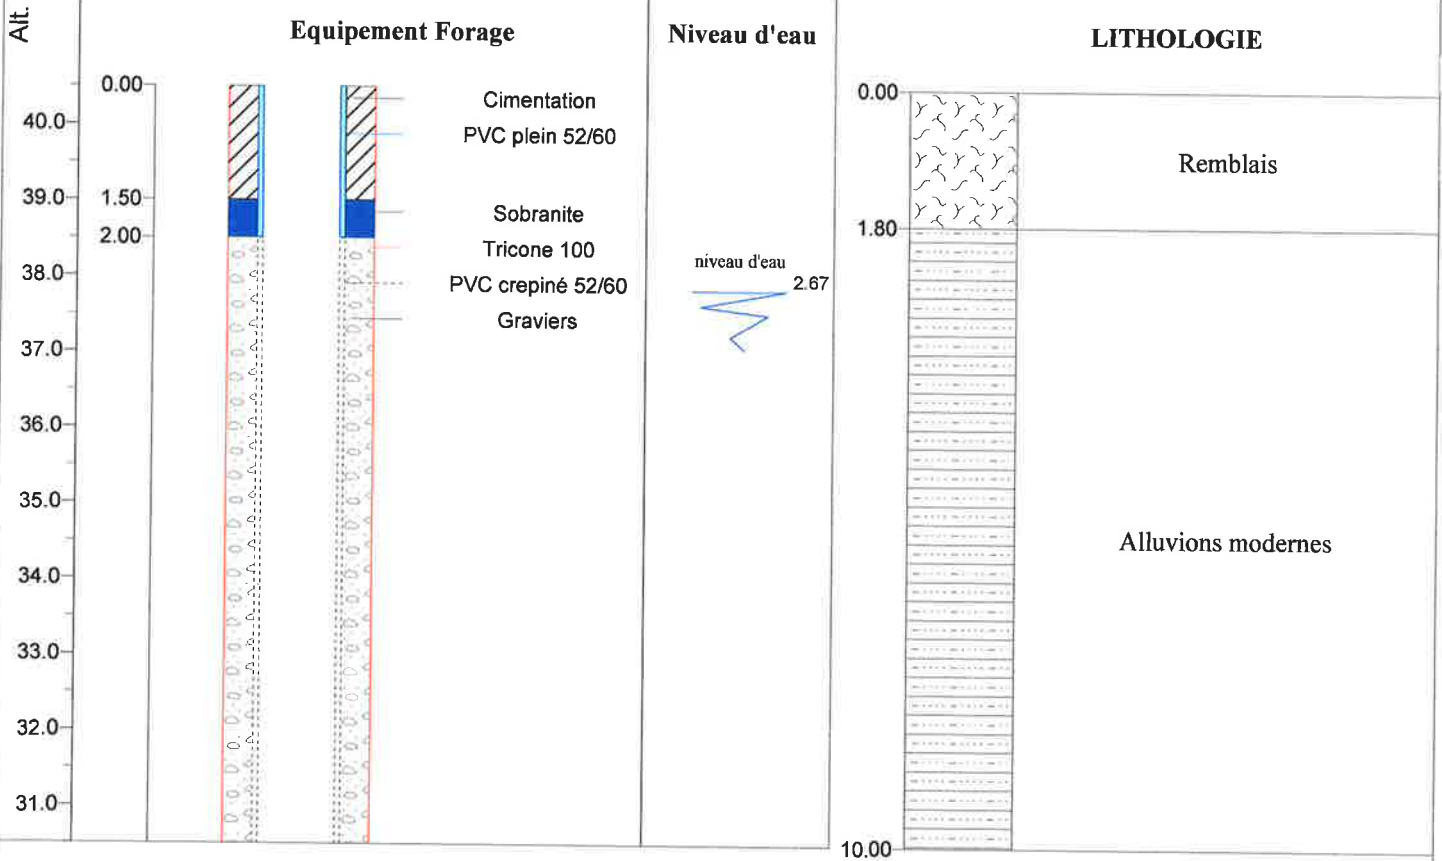 Alt.
Equipement Forage
Niveau d'eau
LITHOLOGIE
40.0
39.0
38.0
37.0
36.0
35.0
34.0
33.0
32.0
31.0
0.00
1.50
2.00
Cimentation
PVC plein 52/60
Sobranite
Tricone 100
PVC crepiné 52/60
Graviers
niveau d'eau
2.67
0.00
1.80
10.00
Remblais
Alluvions modernes